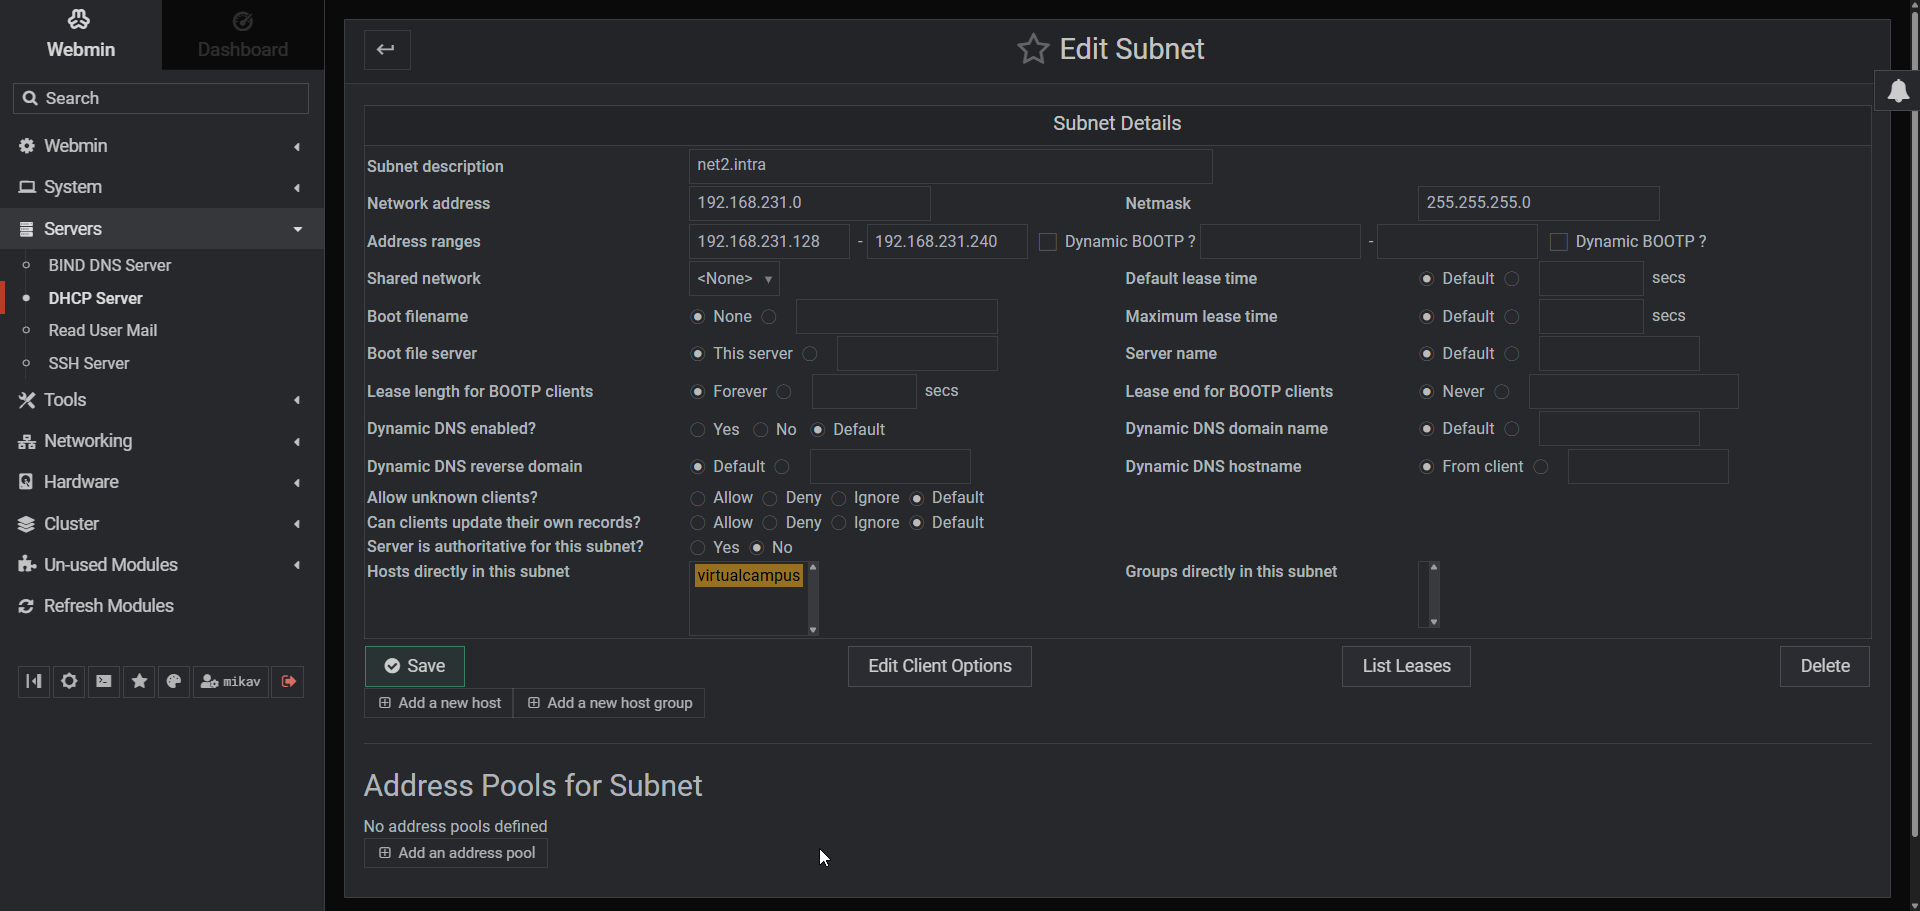 Webmin
Dashboard
Search
Webmin
System
Servers
BIND DNS Server
DHCP Server
Read User Mail
SSH Server
Tools
Networking
Hardware
Cluster
Un-used Modules
Refresh Modules
mikav
Edit Subnet
Subnet Details
Subnet description net2.intra
Network address 192.168.231.0 Netmask 255.255.255.0
Address ranges 192.168.231.128 - 192.168.231.240 Dynamic BOOTP ? - Dynamic BOOTP ?
Shared network <None> Default lease time Default secs
Boot filename None Maximum lease time Default secs
Boot file server This server Server name Default
Lease length for BOOTP clients Forever secs Lease end for BOOTP clients Never
Dynamic DNS enabled? Yes No Default Dynamic DNS domain name Default
Dynamic DNS reverse domain Default Dynamic DNS hostname From client
Allow unknown clients? Allow Deny Ignore Default
Can clients update their own records? Allow Deny Ignore Default
Server is authoritative for this subnet? Yes No
Hosts directly in this subnet virtualcampus Groups directly in this subnet
Save Edit Client Options List Leases Delete
Add a new host Add a new host group
Address Pools for Subnet
No address pools defined
Add an address pool